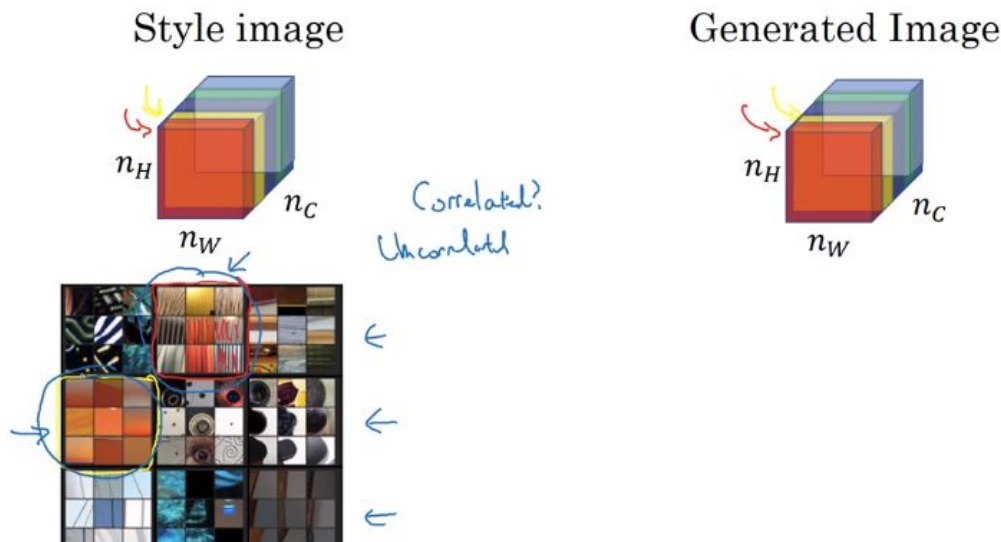 Style image
Generated Image
n_H
n_C
n_W
Correlated?
Uncorrelated
n_H
n_C
n_W